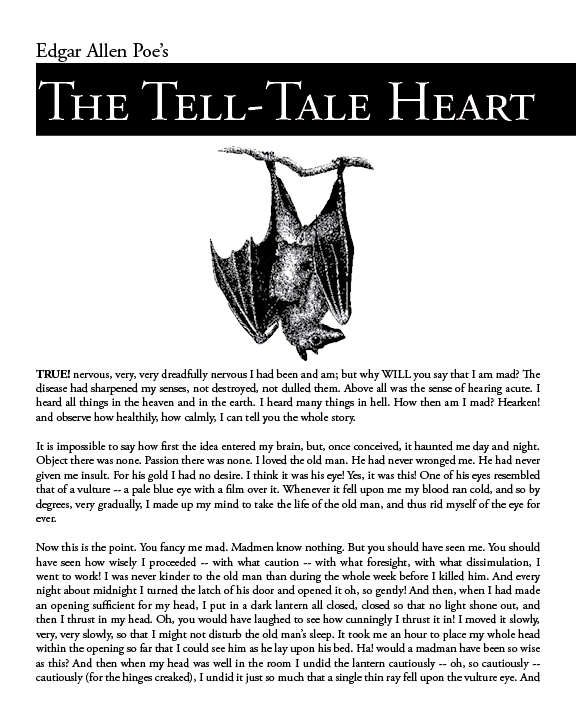 Edgar Allen Poe's
THE TELL-TALE HEART
TRUE! nervous, very, very dreadfully nervous I had been and am; but why WILL you say that I am mad? The
disease had sharpened my senses, not destroyed, not dulled them. Above all was the sense of hearing acute. I
heard all things in the heaven and in the earth. I heard many things in hell. How then am I mad? Hearken!
and observe how healthily, how calmly, I can tell you the whole story.
It is impossible to say how first the idea entered my brain, but, once conceived, it haunted me day and night.
Object there was none. Passion there was none. I loved the old man. He had never wronged me. He had never
given me insult. For his gold I had no desire. I think it was his eye! Yes, it was this! One of his eyes resembled
that of a vulture -- a pale blue eye with a film over it. Whenever it fell upon me my blood ran cold, and so by
degrees, very gradually, I made up my mind to take the life of the old man, and thus rid myself of the eye for
ever.
Now this is the point. You fancy me mad. Madmen know nothing. But you should have seen me. You should
have seen how wisely I proceeded -- with what caution -- with what foresight, with what dissimulation, I
went to work! I was never kinder to the old man than during the whole week before I killed him. And every
night about midnight I turned the latch of his door and opened it oh, so gently! And then, when I had made
an opening sufficient for my head, I put in a dark lantern all closed, closed so that no light shone out, and
then I thrust in my head. Oh, you would have laughed to see how cunningly I thrust it in! I moved it slowly,
very, very slowly, so that I might not disturb the old man's sleep. It took me an hour to place my whole head
within the opening so far that I could see him as he lay upon his bed. Ha! would a madman have been so wise
as this? And then when my head was well in the room I undid the lantern cautiously -- oh, so cautiously --
cautiously (for the hinges creaked), I undid it just so much that a single thin ray fell upon the vulture eye. And